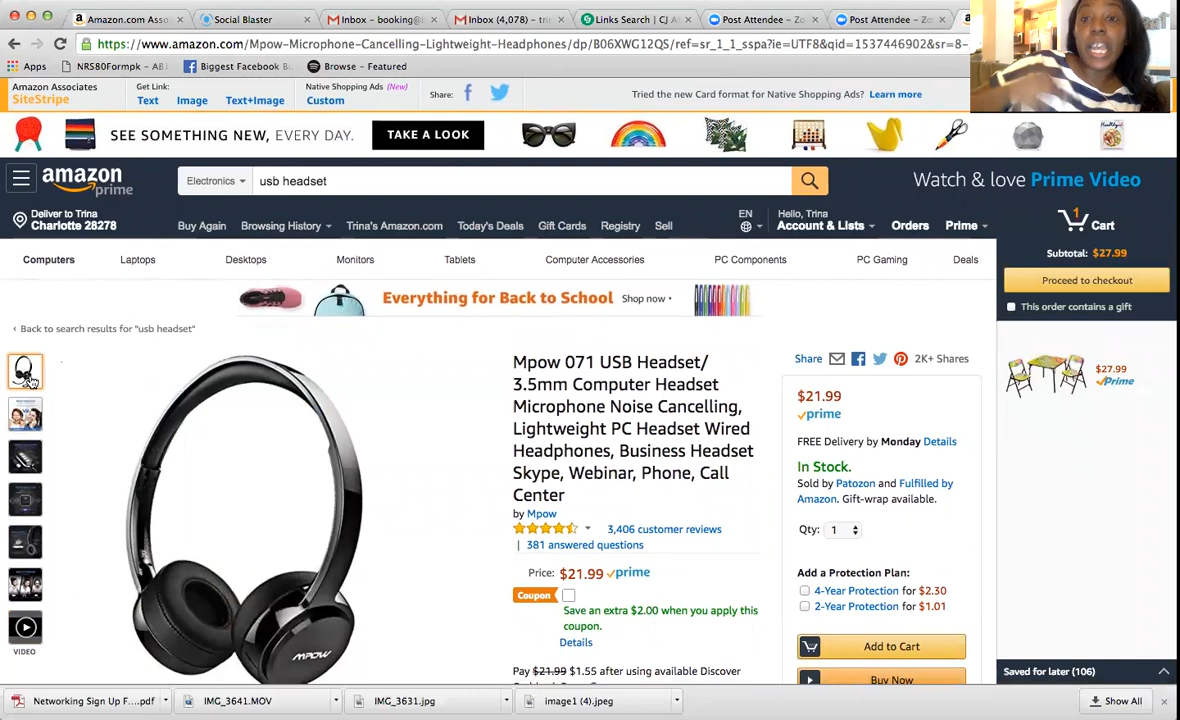 Amazon.com Asso
Social Blaster
Inbox - booking@b
Inbox (4,078) - tri
Links Search | CJ A
Post Attendee - Zo
Post Attendee - Zo
https://www.amazon.com/Mpow-Microphone-Cancelling-Lightweight-Headphones/dp/B06XWG12QS/ref=sr_1_1_sspa?ie=UTF8&qid=1537446902&sr=8-
Apps
NRS80Formpk - AB
Biggest Facebook Bu
Browse - Featured
Amazon Associates
SiteStripe
Get Link:
Text Image Text+Image
Native Shopping Ads (New)
Custom
Share:
Tried the new Card format for Native Shopping Ads? Learn more
SEE SOMETHING NEW, EVERY DAY.
TAKE A LOOK
amazon
prime
Electronics
usb headset
Watch & love Prime Video
Deliver to Trina
Charlotte 28278
Buy Again Browsing History Trina's Amazon.com Today's Deals Gift Cards Registry Sell
EN
Hello, Trina
Account & Lists
Orders
Prime
1
Cart
Computers Laptops Desktops Monitors Tablets Computer Accessories PC Components PC Gaming Deals
Subtotal: $27.99
Proceed to checkout
This order contains a gift
Everything for Back to School Shop now
‹ Back to search results for "usb headset"
Mpow 071 USB Headset/
3.5mm Computer Headset
Microphone Noise Cancelling,
Lightweight PC Headset Wired
Headphones, Business Headset
Skype, Webinar, Phone, Call
Center
by Mpow
3,406 customer reviews
| 381 answered questions
Price: $21.99 prime
Coupon
Save an extra $2.00 when you apply this
coupon.
Details
Pay $21.99 $1.55 after using available Discover
MPOW
VIDEO
Share
2K+ Shares
$21.99
prime
FREE Delivery by Monday Details
In Stock.
Sold by Patozon and Fulfilled by
Amazon. Gift-wrap available.
Qty: 1
Add a Protection Plan:
4-Year Protection for $2.30
2-Year Protection for $1.01
Add to Cart
Buy Now
$27.99
Prime
Saved for later (106)
Networking Sign Up F....pdf
IMG_3641.MOV
IMG_3631.jpg
image1 (4).jpeg
Show All